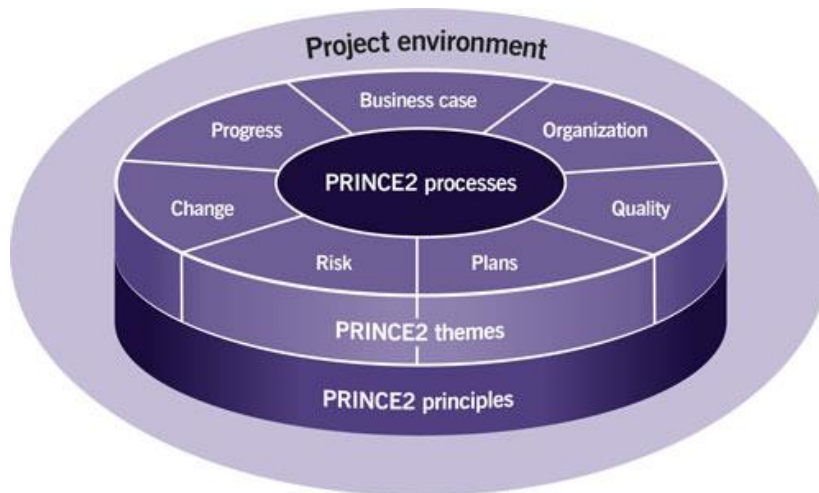 Project environment
Business case
Progress
Organization
PRINCE2 processes
Change
Quality
Risk
Plans
PRINCE2 themes
PRINCE2 principles